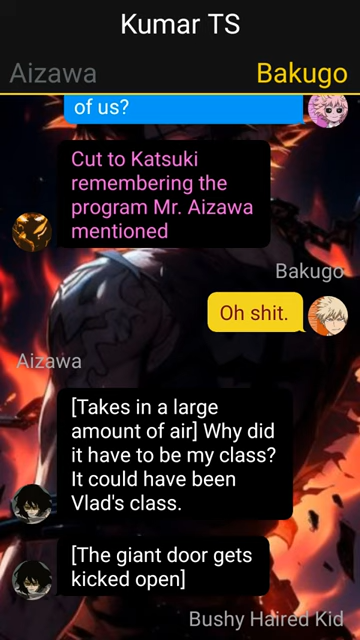 Kumar TS
Aizawa
Bakugo
of us?
Cut to Katsuki
remembering the
program Mr. Aizawa
mentioned
Bakugo
Oh shit.
Aizawa
[Takes in a large
amount of air] Why did
it have to be my class?
It could have been
Vlad's class.
[The giant door gets
kicked open]
Bushy Haired Kid